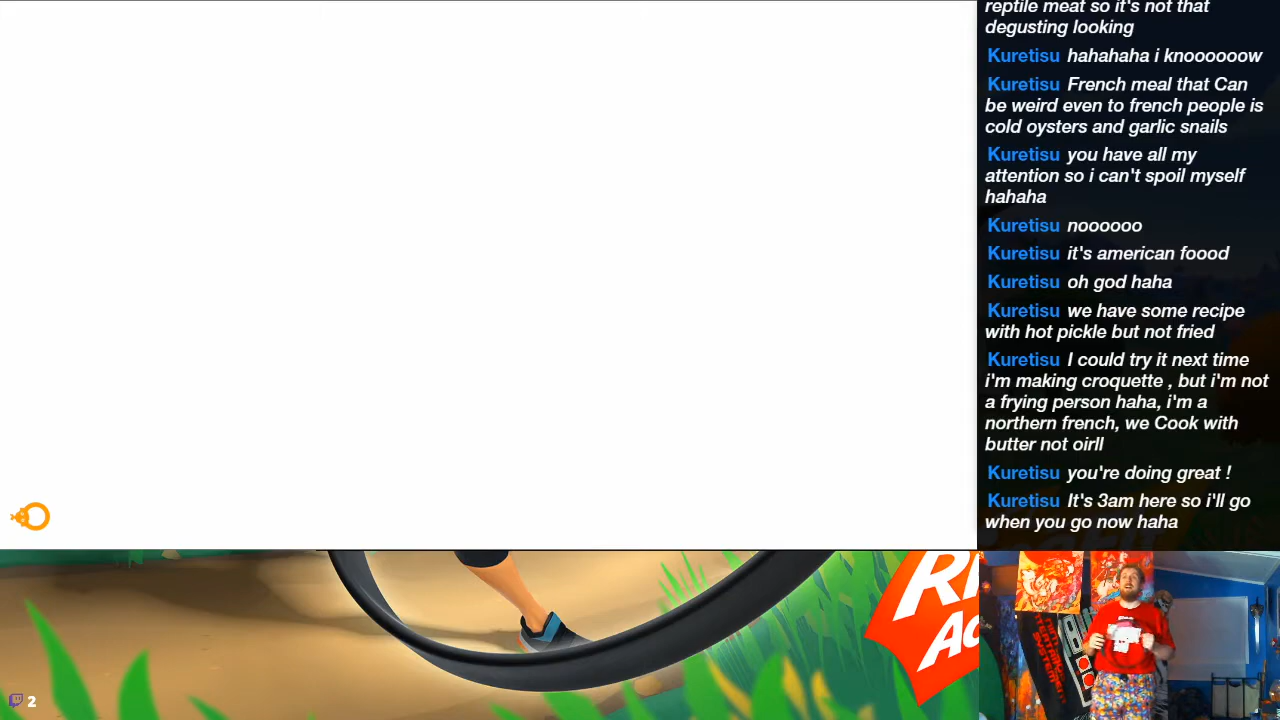 reptile meat so it's not that
degusting looking
Kuretisu hahahaha i knoooooow
Kuretisu French meal that Can
be weird even to french people is
cold oysters and garlic snails
Kuretisu you have all my
attention so i can't spoil myself
hahaha
Kuretisu noooooo
Kuretisu it's american foood
Kuretisu oh god haha
Kuretisu we have some recipe
with hot pickle but not fried
Kuretisu I could try it next time
i'm making croquette , but i'm not
a frying person haha, i'm a
northern french, we Cook with
butter not oirll
Kuretisu you're doing great !
Kuretisu It's 3am here so i'll go
when you go now haha
2